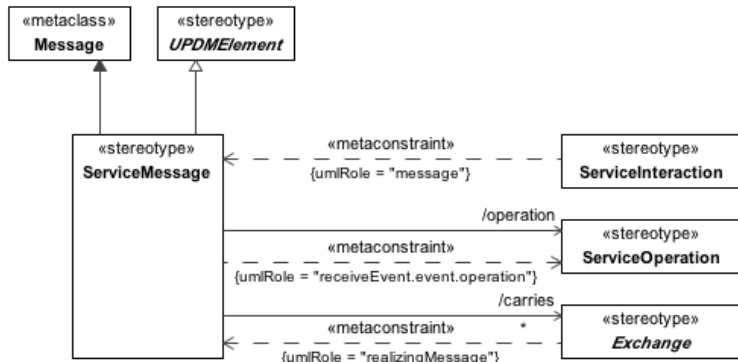 «metaclass»
Message
«stereotype»
UPDMElement
«stereotype»
ServiceMessage
«metaconstraint»
{umlRole = "message"}
«stereotype»
ServiceInteraction
/operation
«metaconstraint»
{umlRole = "receiveEvent.event.operation"}
«stereotype»
ServiceOperation
/carries
«metaconstraint»
*
{umlRole = "realizingMessage"}
«stereotype»
Exchange